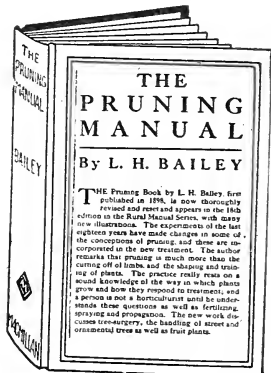 THE
PRUNING
MANUAL
BAILEY
MACMILLAN
THE
PRUNING
MANUAL
By L. H. BAILEY
THE Pruning Book by L. H. Bailey, first
published in 1898, is now thoroughly
revised and reset and appears in the 18th
edition in the Rural Manual Series, with many
new illustrations. The experiments of the last
eighteen years have made changes in some of
the conceptions of pruning, and these are in-
corporated in the new treatment. The author
remarks that pruning is much more than the
cutting off of limbs, and the shaping and train-
ing of plants. The practice really rests on a
sound knowledge of the way in which plants
grow and how they respond to treatment, and
a person is not a horticulturist until he under-
stands these questions as well as fertilizing,
spraying and propagation. The new work dis-
cusses tree-surgery, the handling of street and
ornamental trees as well as fruit plants.